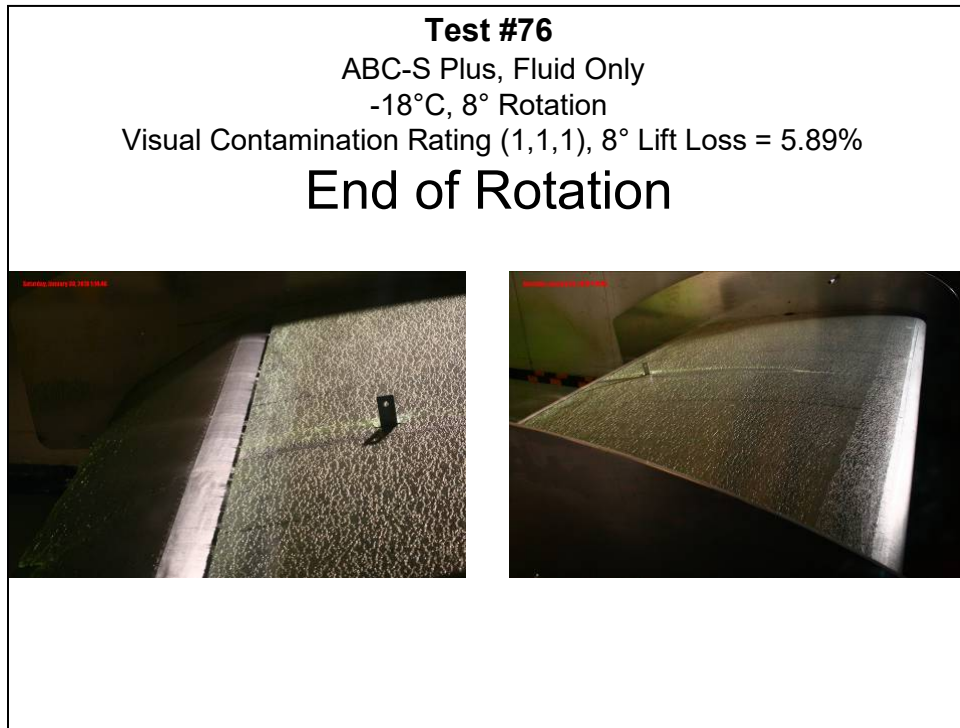 Test #76
ABC-S Plus, Fluid Only
-18°C, 8° Rotation
Visual Contamination Rating (1,1,1), 8° Lift Loss = 5.89%
End of Rotation